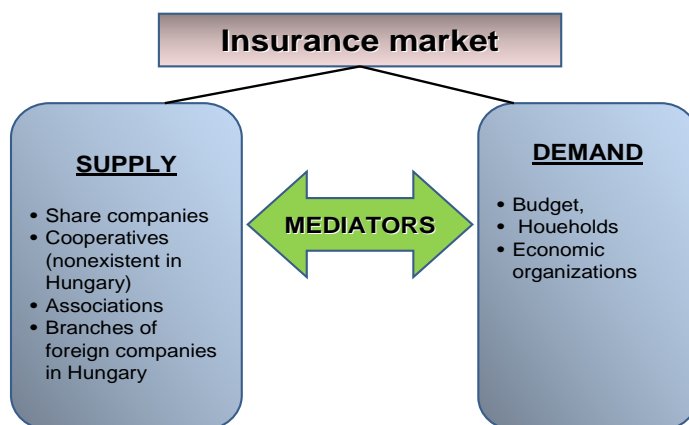 Insurance market
SUPPLY
• Share companies
• Cooperatives
(nonexistent in
Hungary)
• Associations
• Branches of
foreign companies
in Hungary
MEDIATORS
DEMAND
• Budget,
• Houeholds
• Economic
organizations